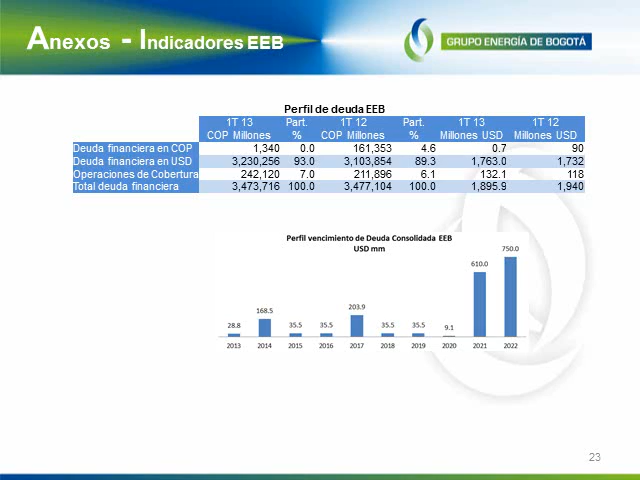 Anexos - Indicadores EEB
GRUPO ENERGÍA DE BOGOTÁ
Perfil de deuda EEB
1T 13 Part. 1T 12 Part. 1T 13 1T 12
COP Millones % COP Millones % Millones USD Millones USD
Deuda financiera en COP 1,340 0.0 161,353 4.6 0.7 90
Deuda financiera en USD 3,230,256 93.0 3,103,854 89.3 1,763.0 1,732
Operaciones de Cobertura 242,120 7.0 211,896 6.1 132.1 118
Total deuda financiera 3,473,716 100.0 3,477,104 100.0 1,895.9 1,940
Perfil vencimiento de Deuda Consolidada EEB
USD mm
28.8 168.5 35.5 35.5 203.9 35.5 35.5 9.1 610.0 750.0
2013 2014 2015 2016 2017 2018 2019 2020 2021 2022
23